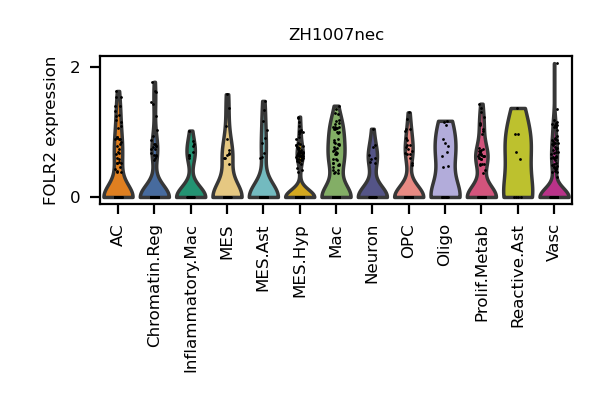 ZH1007nec
FOLR2 expression
2
0
AC
Chromatin.Reg
Inflammatory.Mac
MES
MES.Ast
MES.Hyp
Mac
Neuron
OPC
Oligo
Prolif.Metab
Reactive.Ast
Vasc